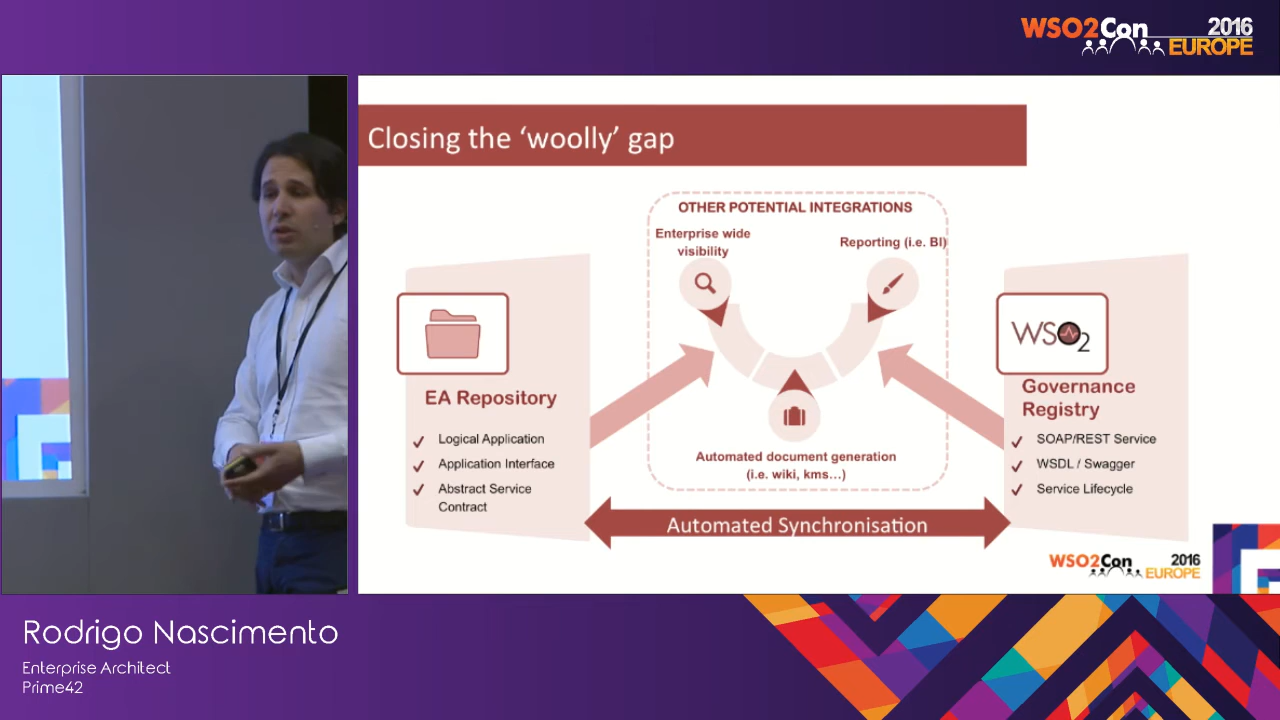 WSO2Con 2016
EUROPE
Closing the ‘woolly’ gap
OTHER POTENTIAL INTEGRATIONS
Enterprise wide
visibility
Reporting (i.e. BI)
EA Repository
Logical Application
Application Interface
Abstract Service
Contract
Automated document generation
(i.e. wiki, kms...)
WSO2
Governance
Registry
SOAP/REST Service
WSDL / Swagger
Service Lifecycle
Automated Synchronisation
WSO2Con 2016
EUROPE
Rodrigo Nascimento
Enterprise Architect
Prime42